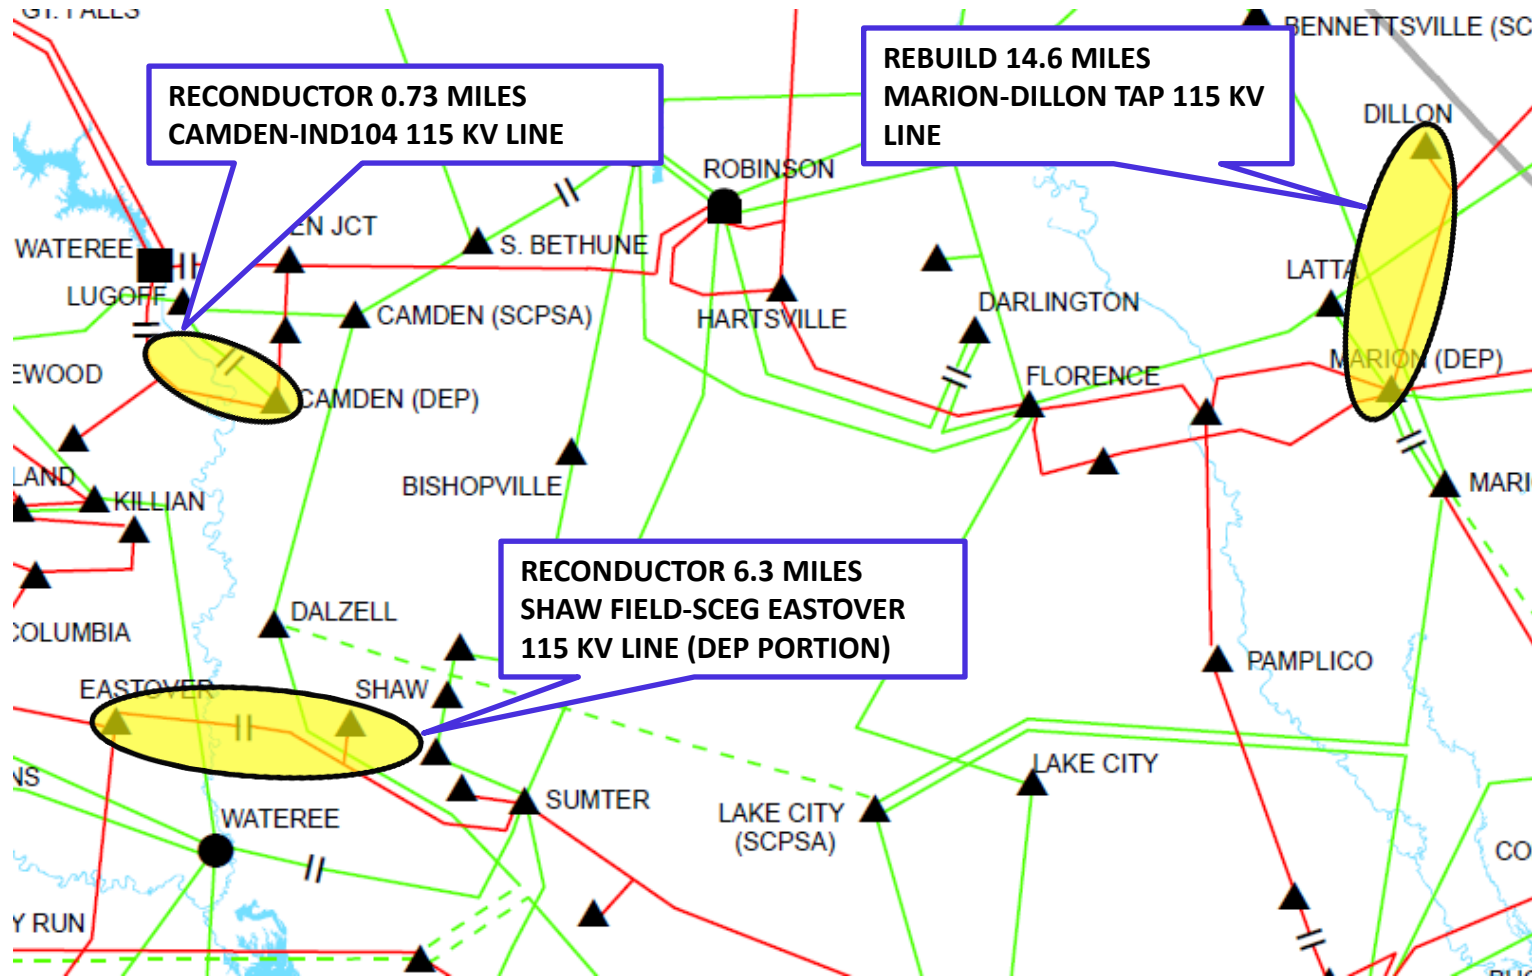 GT. FALLS
BENNETTSVILLE (SC
RECONDUCTOR 0.73 MILES
CAMDEN-IND104 115 KV LINE
REBUILD 14.6 MILES
MARION-DILLON TAP 115 KV
LINE
DILLON
ROBINSON
EN JCT
S. BETHUNE
WATEREE
LUGOFF
CAMDEN (SCPSA)
HARTSVILLE
DARLINGTON
LATTA
EWOOD
CAMDEN (DEP)
FLORENCE
MARION (DEP)
LAND
KILLIAN
BISHOPVILLE
MARI
RECONDUCTOR 6.3 MILES
SHAW FIELD-SCEG EASTOVER
115 KV LINE (DEP PORTION)
COLUMBIA
DALZELL
PAMPLICO
EASTOVER
SHAW
NS
WATEREE
SUMTER
LAKE CITY
(SCPSA)
LAKE CITY
CO
Y RUN